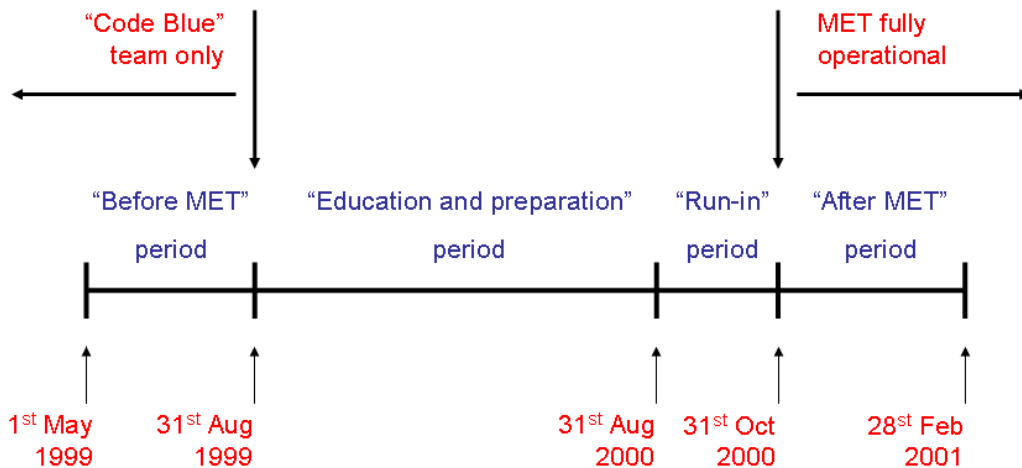 “Code Blue”
team only
MET fully
operational
“Before MET”
period
“Education and preparation”
period
“Run-in”
period
“After MET”
period
1st May
1999
31st Aug
1999
31st Aug
2000
31st Oct
2000
28st Feb
2001